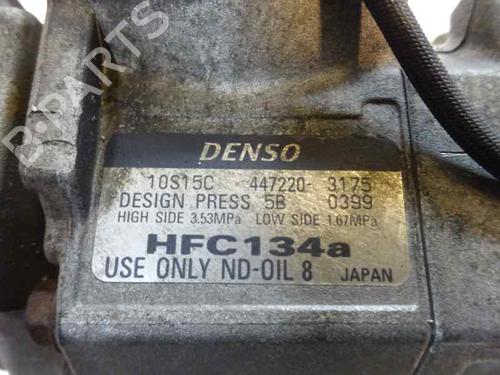 B-PARTS
DENSO
10S15C 447220- 3175
DESIGN PRESS 5B 0399
HIGH SIDE 3.53MPa LOW SIDE 1.67MPa
HFC134a
USE ONLY ND-OIL 8 JAPAN